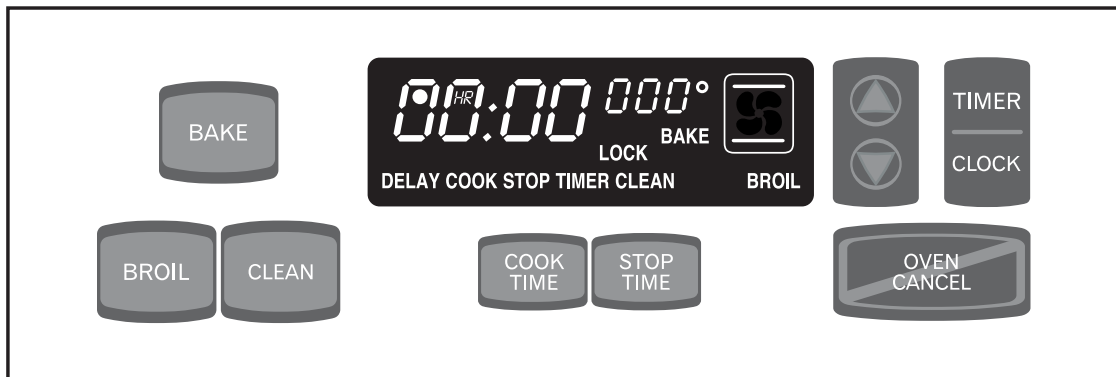 BAKE
BROIL
CLEAN
00:00
HR
000°
BAKE
LOCK
DELAY COOK STOP TIMER CLEAN
BROIL
COOK
TIME
STOP
TIME
TIMER
CLOCK
OVEN
CANCEL